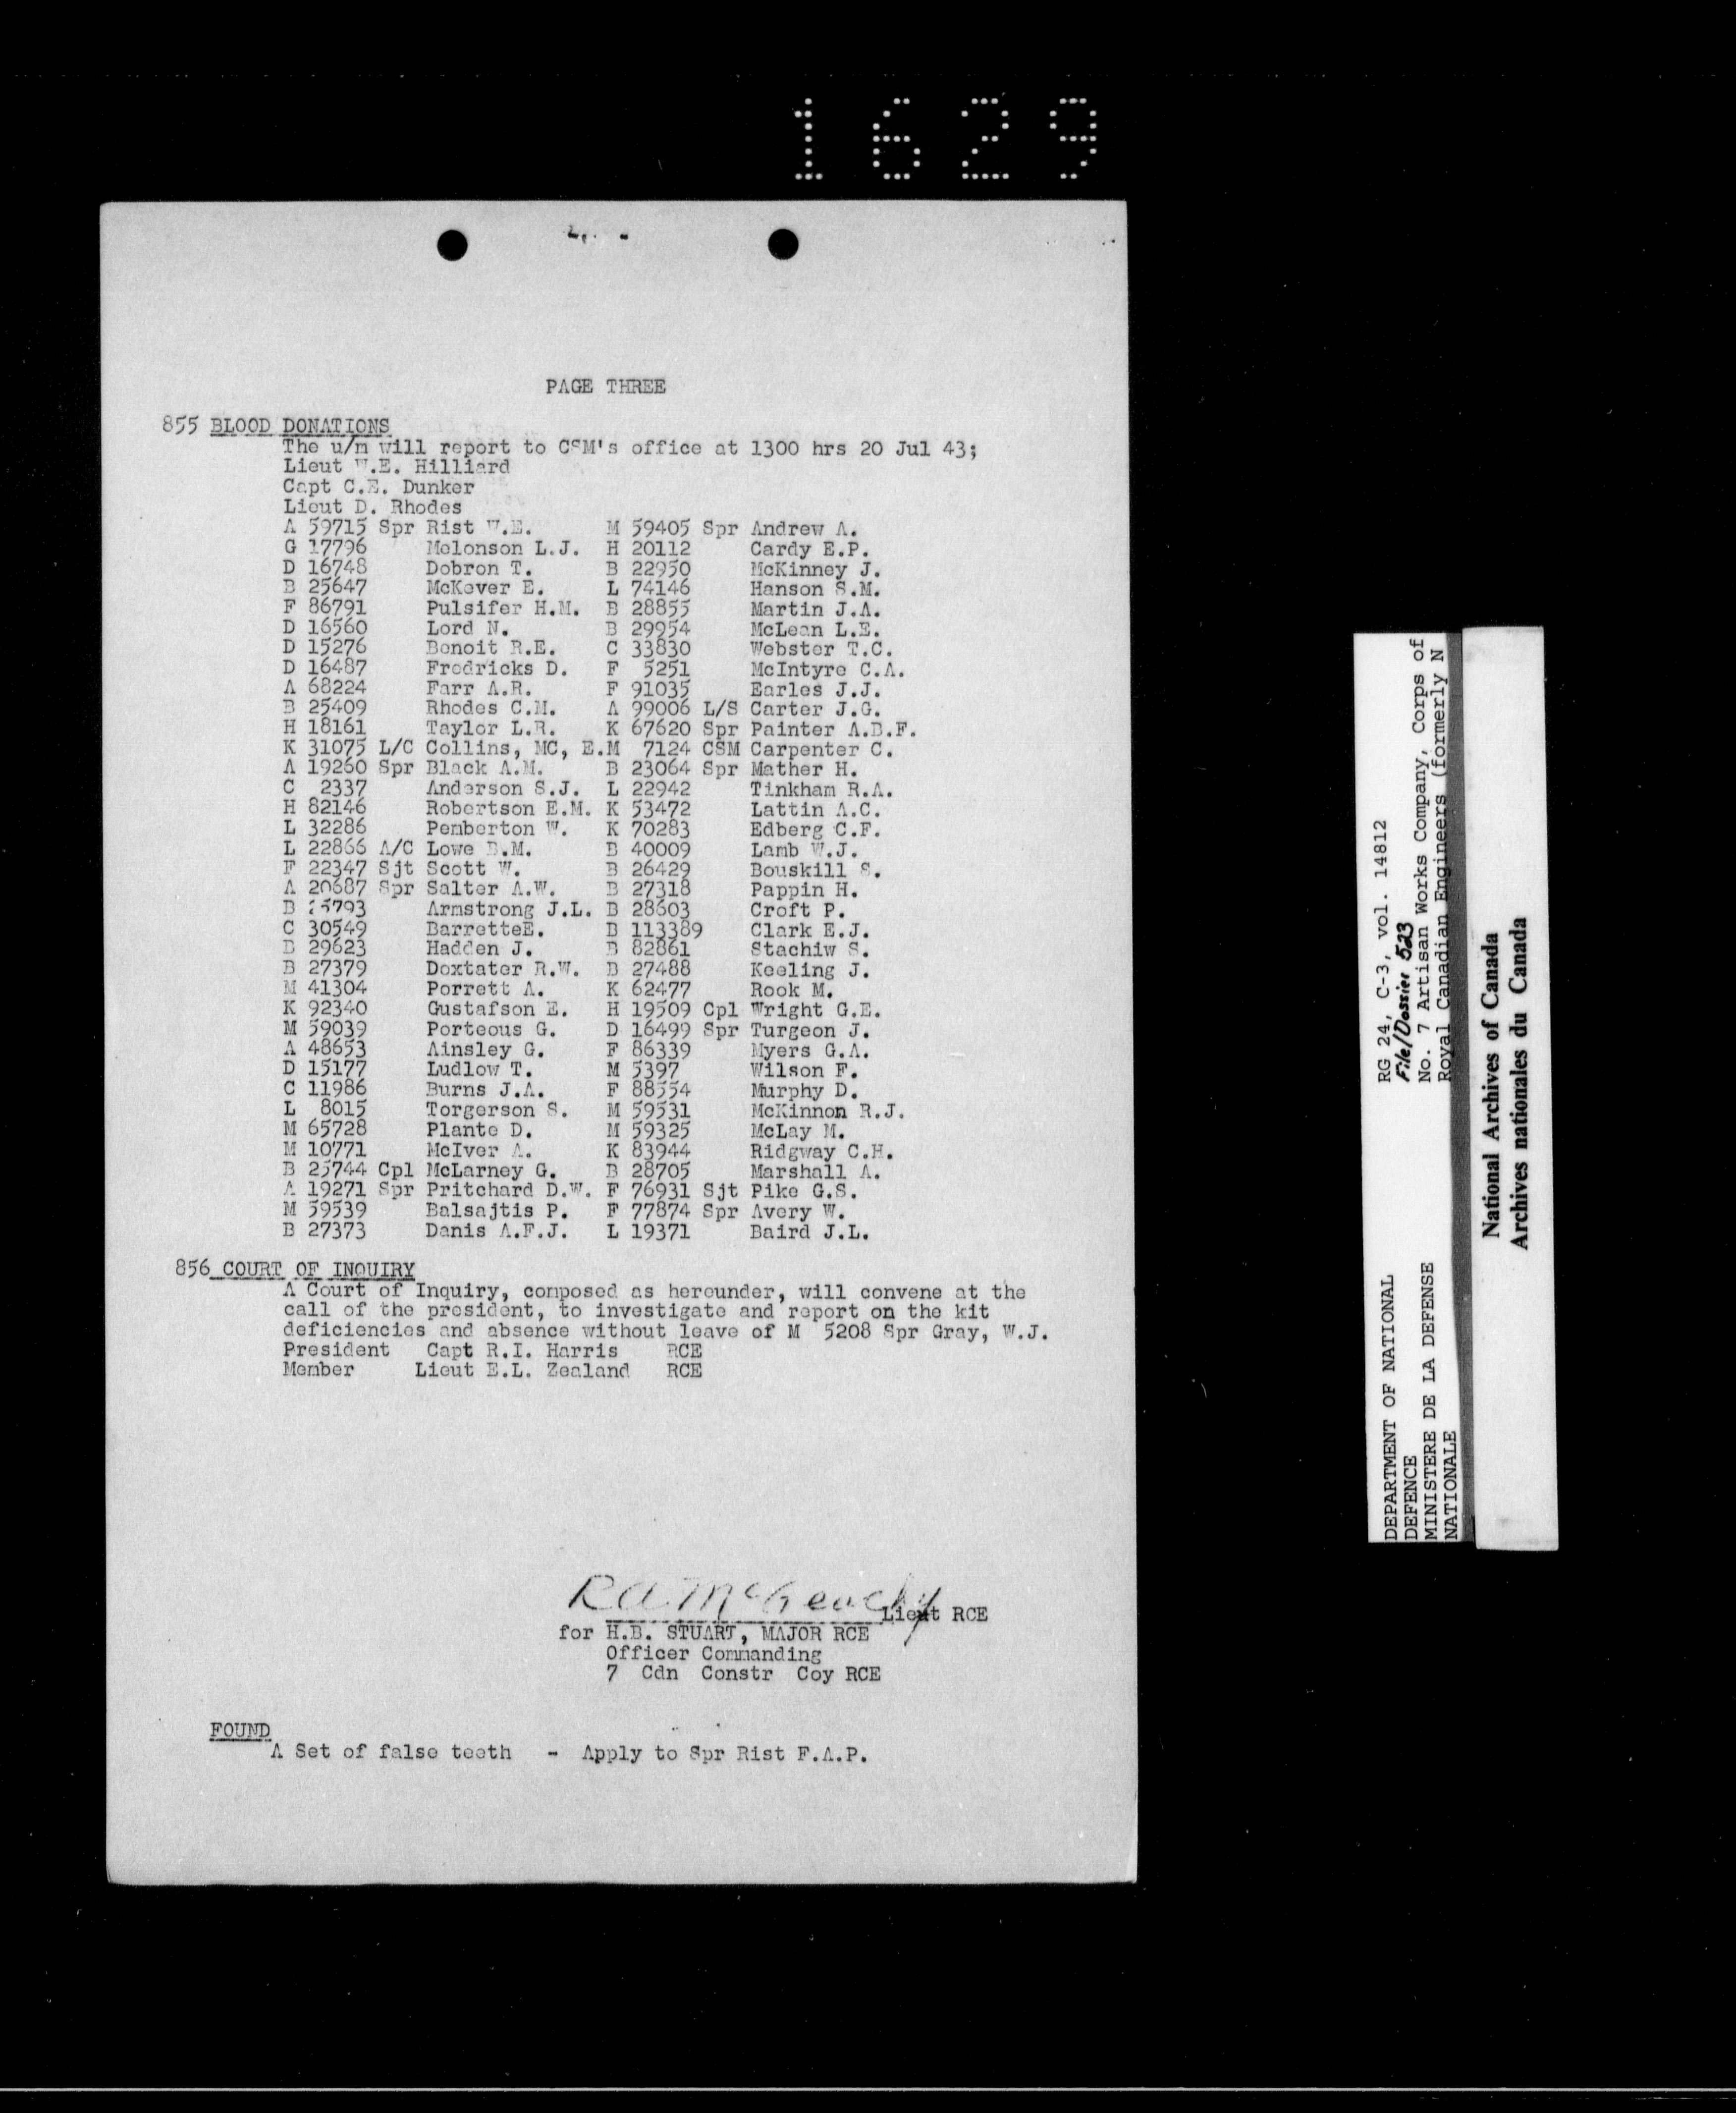 1629
PAGE THREE
855 BLOOD DONATIONS
The u/m will report to CSM's office at 1300 hrs 20 Jul 43;
Lieut W.E. Hilliard
Capt C.E. Dunker
Lieut D. Rhodes
A 59715 Spr Rist W.E. M 59405 Spr Andrew A.
G 17796 Melonson L.J. H 20112 Cardy E.P.
D 16748 Dobron T. B 22950 McKinney J.
B 25647 McKever E. L 74146 Hanson S.M.
F 86791 Pulsifer H.M. B 28855 Martin J.A.
D 16560 Lord N. B 29954 McLean L.E.
D 15276 Benoit R.E. C 33830 Webster T.C.
D 16487 Fredricks D. F 5251 McIntyre C.A.
A 68224 Farr A.R. F 91035 Earles J.J.
B 25409 Rhodes C.M. A 99006 L/S Carter J.G.
H 18161 Taylor L.R. K 67620 Spr Painter A.B.F.
K 31075 L/C Collins, MC, E.M 7124 CSM Carpenter C.
A 19260 Spr Black A.M. B 23064 Spr Mather H.
C 2337 Anderson S.J. L 22942 Tinkham R.A.
H 82146 Robertson E.M. K 53472 Lattin A.C.
L 32286 Pemberton W. K 70283 Edberg C.F.
L 22866 A/C Lowe B.M. B 40009 Lamb W.J.
F 22347 Sjt Scott W. B 26429 Bouskill S.
A 20687 Spr Salter A.W. B 27318 Pappin H.
B Armstrong J.L. B 28603 Croft P.
C 30549 BarretteE. B 113389 Clark E.J.
B 29623 Hadden J. B 82861 Stachiw S.
B 27379 Doxtater R.W. B 27488 Keeling J.
M 41304 Porrett A. K 62477 Rook M.
K 92340 Gustafson E. H 19509 Cpl Wright G.E.
M 59039 Porteous G. D 16499 Spr Turgeon J.
A 48653 Ainsley G. F 86339 Myers G.A.
D 15177 Ludlow T. M 5397 Wilson F.
C 11986 Burns J.A. F 88554 Murphy D.
L 8015 Torgerson S. M 59531 McKinnon R.J.
M 65728 Plante D. M 59325 McLay M.
M 10771 McIver A. K 83944 Ridgway C.H.
B 25744 Cpl McLarney G. B 28705 Marshall A.
A 19271 Spr Pritchard D.W. F 76931 Sjt Pike G.S.
M 59539 Balsajtis P. F 77874 Spr Avery W.
B 27373 Danis A.F.J. L 19371 Baird J.L.
856 COURT OF INQUIRY
A Court of Inquiry, composed as hereunder, will convene at the
call of the president, to investigate and report on the kit
deficiencies and absence without leave of M 5208 Spr Gray, W.J.
President Capt R.I. Harris RCE
Member Lieut E.L. Zealand RCE
RA McGeachy Lieut RCE
for H.B. STUART, MAJOR RCE
Officer Commanding
7 Cdn Constr Coy RCE
FOUND
A Set of false teeth - Apply to Spr Rist F.A.P.
DEPARTMENT OF NATIONAL RG 24, C-3, vol. 14812
DEFENCE File/Dossier 523
MINISTERE DE LA DEFENSE No. 7 Artisan Works Company, Corps of
NATIONALE Royal Canadian Engineers (formerly N
National Archives of Canada
Archives nationales du Canada